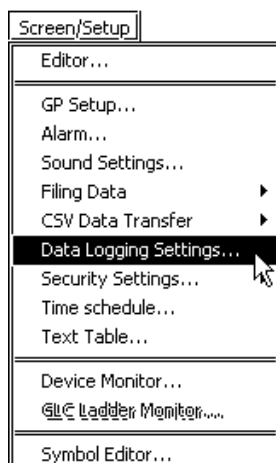 Screen/Setup
Editor...
GP Setup...
Alarm...
Sound Settings...
Filing Data
CSV Data Transfer
Data Logging Settings...
Security Settings...
Time schedule...
Text Table...
Device Monitor...
GLC Ladder Monitor...
Symbol Editor...